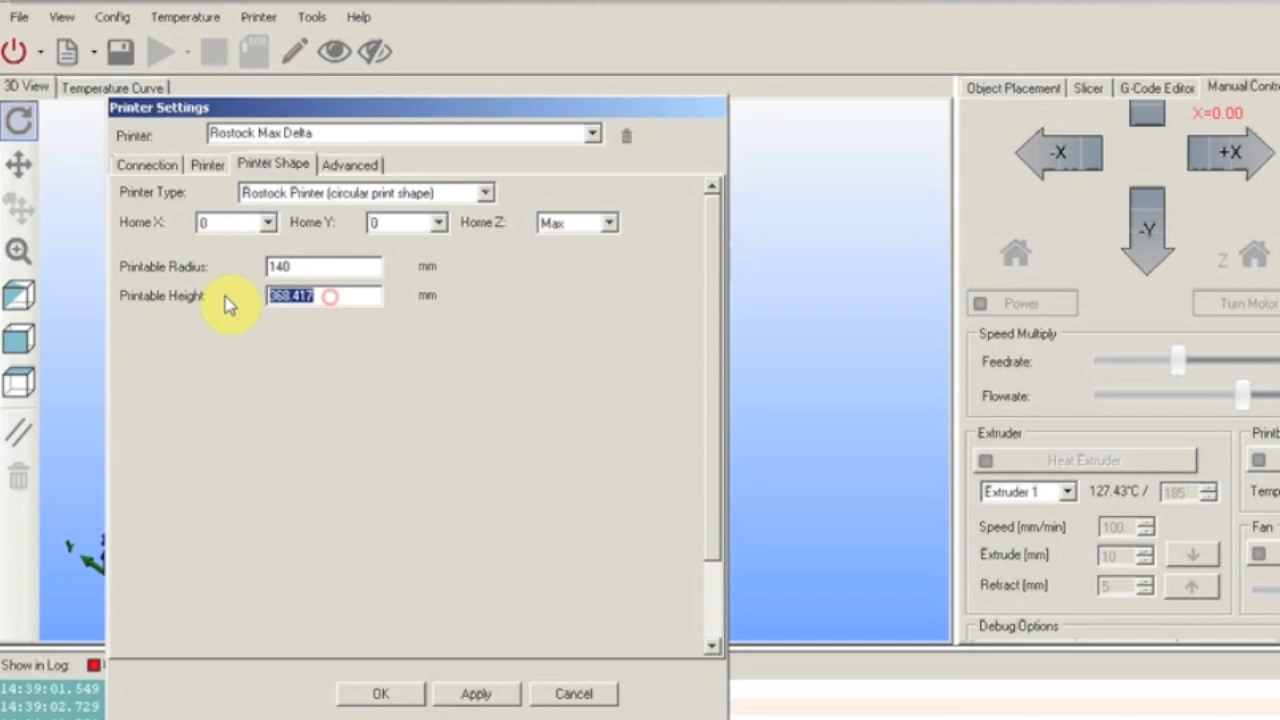 File View Config Temperature Printer Tools Help
3D View Temperature Curve
Object Placement Slicer G-Code Editor Manual Contr
Printer Settings
Printer: Rostock Max Delta
Connection Printer Printer Shape Advanced
Printer Type: Rostock Printer (circular print shape)
Home X: 0 Home Y: 0 Home Z: Max
Printable Radius: 140 mm
Printable Height: 368.417 mm
OK Apply Cancel
X=0.00
-X +X
-Y
Z
Power Turn Motor
Speed Multiply
Feedrate:
Flowrate:
Extruder Printb
Heat Extruder
Extruder 1 127.43°C / 185 Temp
Speed [mm/min] 100 Fan
Extrude [mm] 10
Retract [mm] 5
Debug Options
Y
Show in Log:
14:39:01.549
14:39:02.729